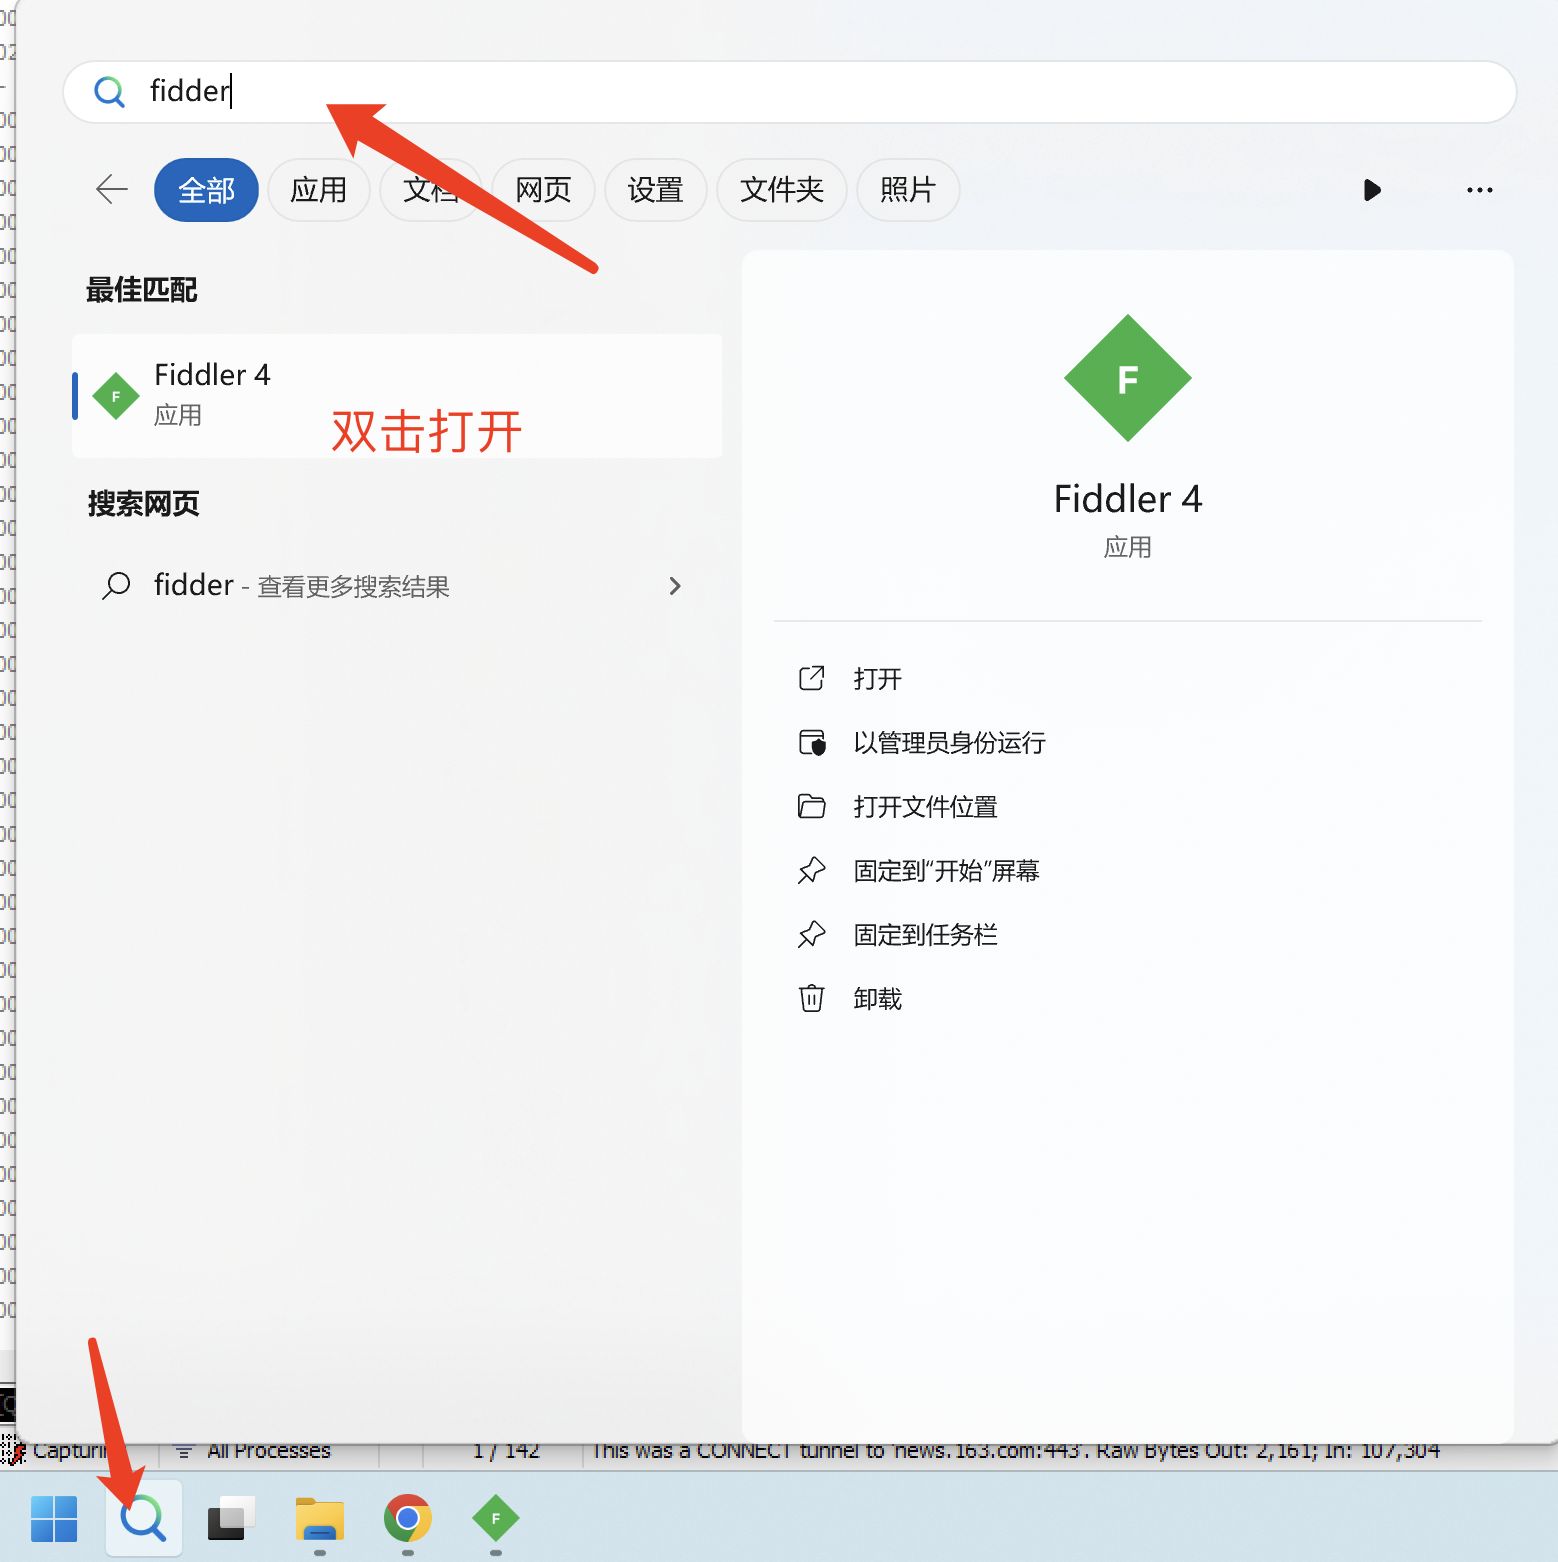 fidder
全部 应用 文档 网页 设置 文件夹 照片
最佳匹配
F
Fiddler 4
应用
双击打开
搜索网页
fidder - 查看更多搜索结果
F
Fiddler 4
应用
打开
以管理员身份运行
打开文件位置
固定到“开始”屏幕
固定到任务栏
卸载
All Processes 1 / 142 This was a CONNECT tunnel to 'news.163.com:443'. Raw Bytes Out: 2,161; In: 107,304
F